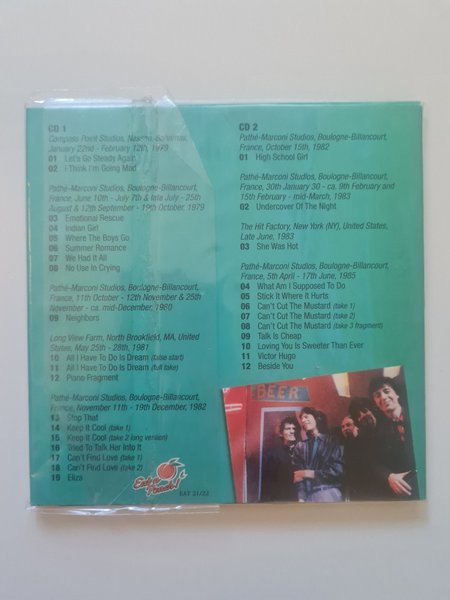 CD 1
Compass Point Studios, Nassau, Bahamas,
January 22nd - February 12th, 1979
01 Let's Go Steady Again
02 I Think I'm Going Mad
Pathé-Marconi Studios, Boulogne-Billancourt,
France, June 10th - July 7th & late July - 25th
August & 12th September - 19th October, 1979
03 Emotional Rescue
04 Indian Girl
05 Where The Boys Go
06 Summer Romance
07 We Had It All
08 No Use In Crying
Pathé-Marconi Studios, Boulogne-Billancourt,
France, 11th October - 12th November & 25th
November - ca. mid-December, 1980
09 Neighbors
Long View Farm, North Brookfield, MA, United
States, May 25th - 28th, 1981
10 All I Have To Do Is Dream (false start)
11 All I Have To Do Is Dream (full take)
12 Piano Fragment
Pathé-Marconi Studios, Boulogne-Billancourt,
France, November 11th - 19th December, 1982
13 Stop That
14 Keep It Cool (take 1)
15 Keep It Cool (take 2 long version)
16 Tried To Talk Her Into It
17 Can't Find Love (take 1)
18 Can't Find Love (take 2)
19 Eliza
Eat a Peach!
EAT 21/22
CD 2
Pathé-Marconi Studios, Boulogne-Billancourt,
France, October 15th, 1982
01 High School Girl
Pathé-Marconi Studios, Boulogne-Billancourt,
France, 30th January 30 - ca. 9th February and
15th February - mid-March, 1983
02 Undercover Of The Night
The Hit Factory, New York (NY), United States,
Late June, 1983
03 She Was Hot
Pathé-Marconi Studios, Boulogne-Billancourt,
France, 5th April - 17th June, 1985
04 What Am I Supposed To Do
05 Stick It Where It Hurts
06 Can't Cut The Mustard (take 1)
07 Can't Cut The Mustard (take 2)
08 Can't Cut The Mustard (take 3 fragment)
09 Talk Is Cheap
10 Loving You Is Sweeter Than Ever
11 Victor Hugo
12 Beside You
BEER